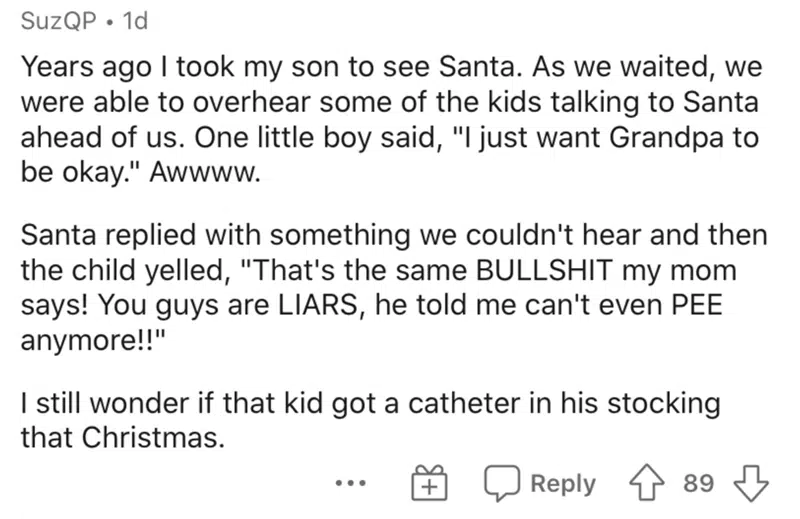 SuzQP • 1d
Years ago I took my son to see Santa. As we waited, we
were able to overhear some of the kids talking to Santa
ahead of us. One little boy said, "I just want Grandpa to
be okay." Awwww.
Santa replied with something we couldn't hear and then
the child yelled, "That's the same BULLSHIT my mom
says! You guys are LIARS, he told me can't even PEE
anymore!!"
I still wonder if that kid got a catheter in his stocking
that Christmas.
... Reply 89